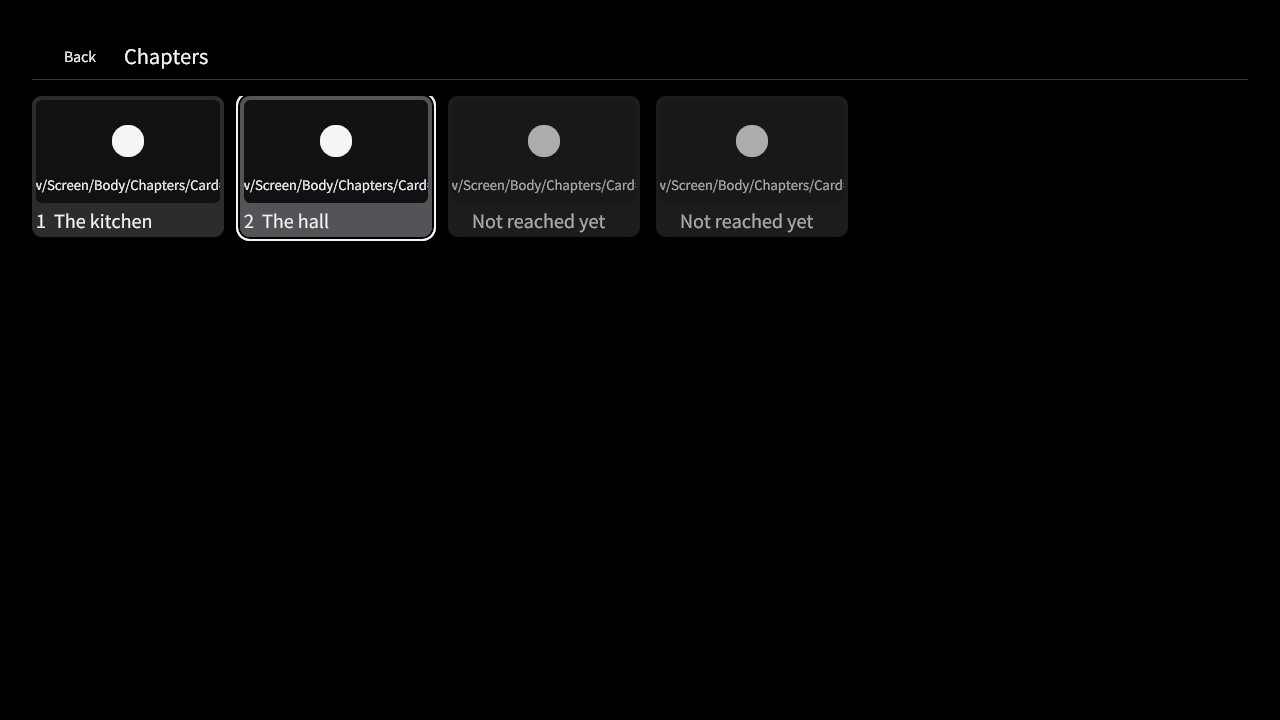 Back Chapters
v/Screen/Body/Chapters/Card
v/Screen/Body/Chapters/Card
v/Screen/Body/Chapters/Card
v/Screen/Body/Chapters/Card
1 The kitchen
2 The hall
Not reached yet
Not reached yet